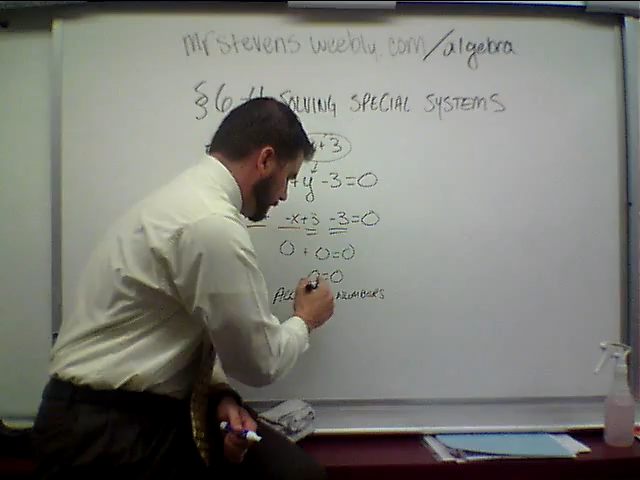 mrstevens.weebly.com/algebra
§6.4 SOLVING SPECIAL SYSTEMS
+3
+y -3=0
-x+3 -3=0
0 + 0=0
0=0
NUMBERS